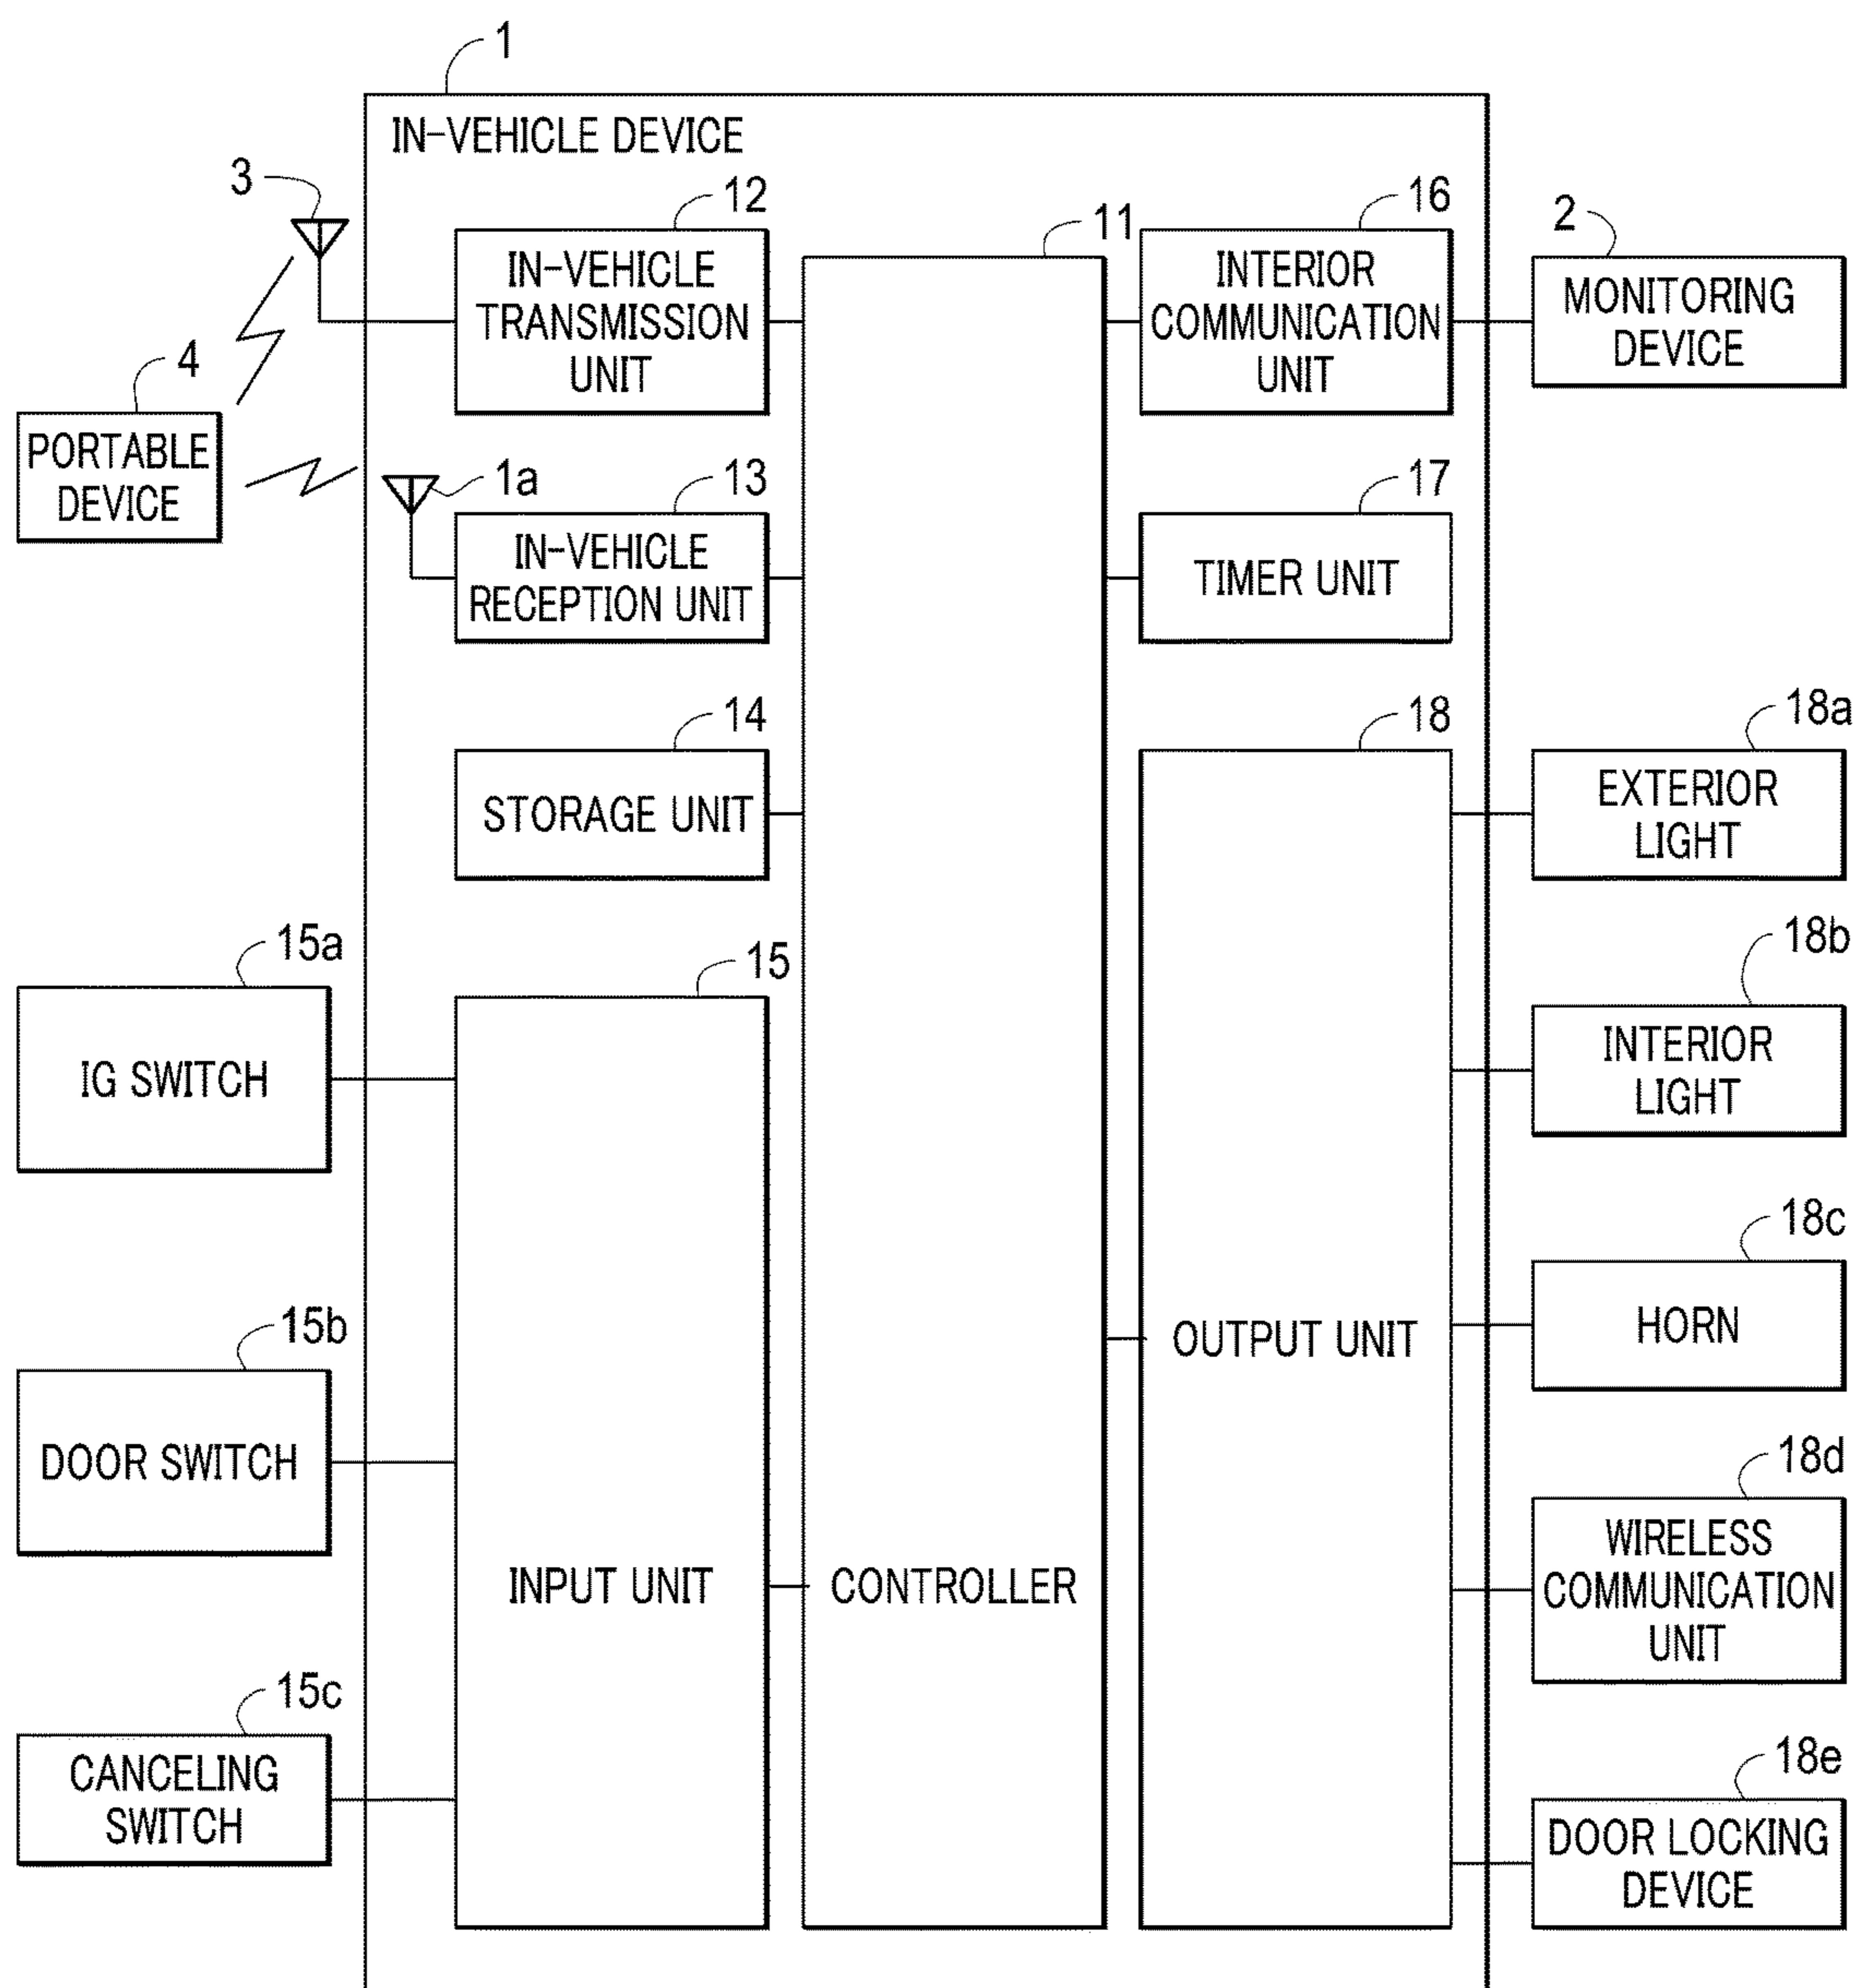 1
IN-VEHICLE DEVICE
3
12
IN-VEHICLE
TRANSMISSION
UNIT
11
16
INTERIOR
COMMUNICATION
UNIT
2
MONITORING
DEVICE
4
PORTABLE
DEVICE
1a
13
IN-VEHICLE
RECEPTION UNIT
17
TIMER UNIT
14
STORAGE UNIT
18
18a
EXTERIOR
LIGHT
15a
IG SWITCH
15
18b
INTERIOR
LIGHT
15b
DOOR SWITCH
18c
HORN
OUTPUT UNIT
INPUT UNIT
CONTROLLER
18d
WIRELESS
COMMUNICATION
UNIT
15c
CANCELING
SWITCH
18e
DOOR LOCKING
DEVICE